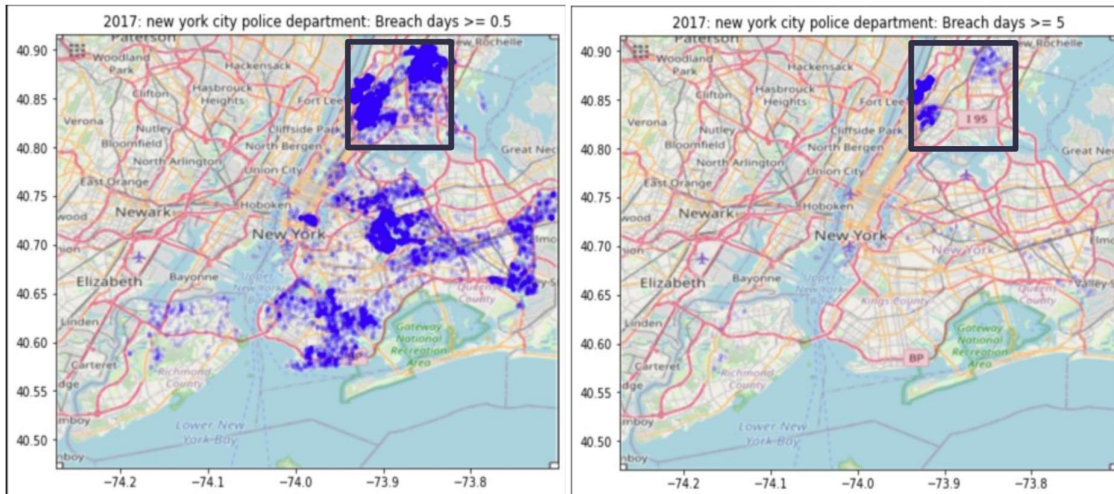 2017: new york city police department: Breach days >= 0.5
40.90
40.85
40.80
40.75
40.70
40.65
40.60
40.55
40.50
−74.2
−74.1
−74.0
−73.9
−73.8
Paterson
Woodland
Park
Hackensack
Hasbrouck
Heights
Clifton
Fort Lee
Verona
Nutley
Cliffside Park
Bloomfield
North Bergen
North Arlington
Union City
East Orange
Great Nec
Newark
Hoboken
New York
Elizabeth
Bayonne
Linden
Carteret
Richmond
County
Gateway
National
Recreation
Area
Lower New
York Bay
2017: new york city police department: Breach days >= 5
40.90
40.85
40.80
40.75
40.70
40.65
40.60
40.55
40.50
−74.2
−74.1
−74.0
−73.9
−73.8
Paterson
New Rochelle
Woodland
Park
Hackensack
Hasbrouck
Heights
Clifton
Fort Lee
I 95
Verona
Nutley
Cliffside Park
Bloomfield
North Bergen
North Arlington
Union City
East Orange
Great Nec
Newark
Hoboken
New York
New York
Elizabeth
Bayonne
Upper
New York
Bay
Queens
County
Kings County
Linden
Carteret
Richmond
County
BP
Gateway
National
Recreation
Area
Lower New
York Bay